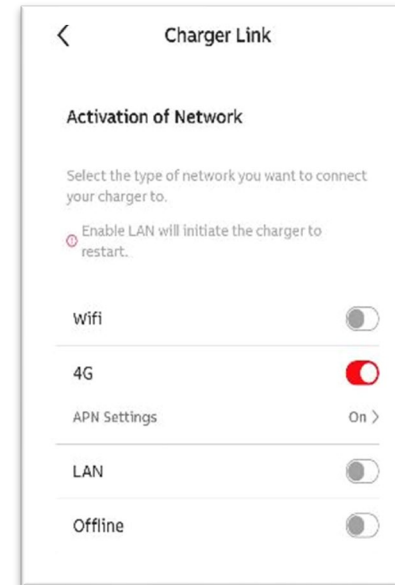 Charger Link
Activation of Network
Select the type of network you want to connect
your charger to.
Enable LAN will initiate the charger to
restart.
Wifi
4G
APN Settings On >
LAN
Offline